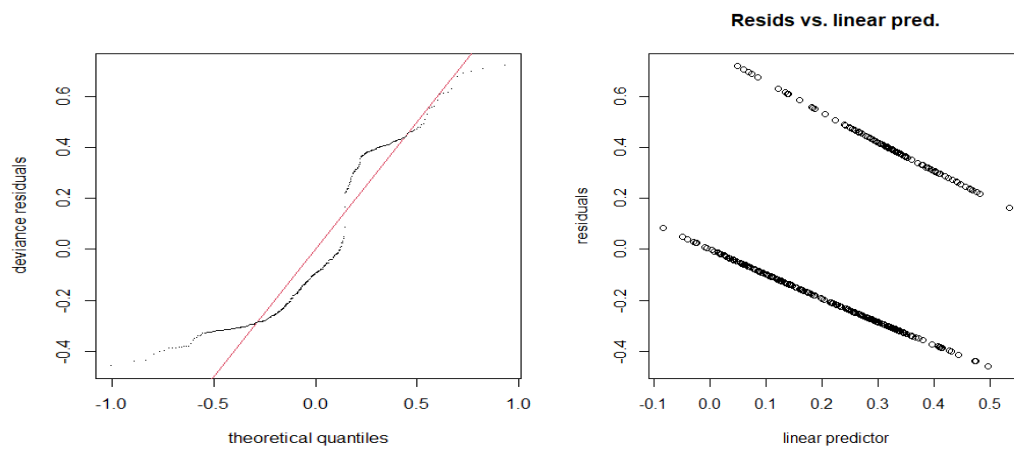 deviance residuals
0.6
0.4
0.2
0.0
-0.2
-0.4
-1.0 -0.5 0.0 0.5 1.0
theoretical quantiles
Resids vs. linear pred.
residuals
0.6
0.4
0.2
0.0
-0.2
-0.4
-0.1 0.0 0.1 0.2 0.3 0.4 0.5
linear predictor